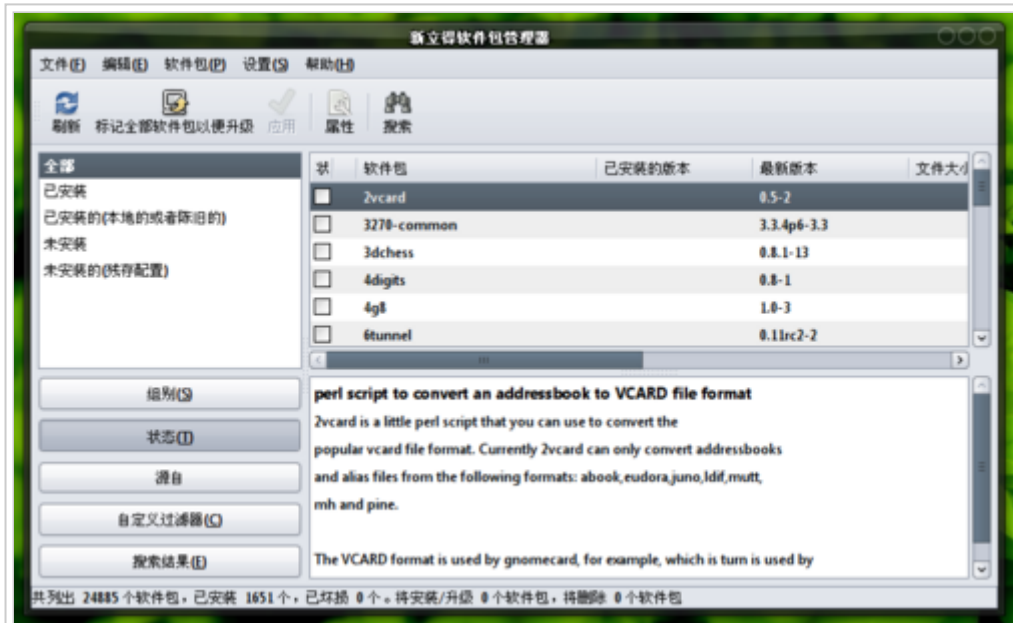 新立得软件包管理器
文件(F) 编辑(E) 软件包(P) 设置(S) 帮助(H)
刷新 标记全部软件包以便升级 应用 属性 搜索
全部
已安装
已安装的(本地的或者陈旧的)
未安装
未安装的(残存配置)
状 软件包 已安装的版本 最新版本 文件大小
2vcard 0.5-2
3270-common 3.3.4p6-3.3
3dchess 0.8.1-13
4digits 0.8-1
4g8 1.0-3
6tunnel 0.11rc2-2
组别(S)
状态(T)
源自
自定义过滤器(C)
搜索结果(E)
perl script to convert an addressbook to VCARD file format
2vcard is a little perl script that you can use to convert the
popular vcard file format. Currently 2vcard can only convert addressbooks
and alias files from the following formats: abook,eudora,juno,ldif,mutt,
mh and pine.
The VCARD format is used by gnomecard, for example, which is turn is used by
共列出 24885 个软件包，已安装 1651 个，已坏损 0 个。将安装/升级 0 个软件包，将删除 0 个软件包